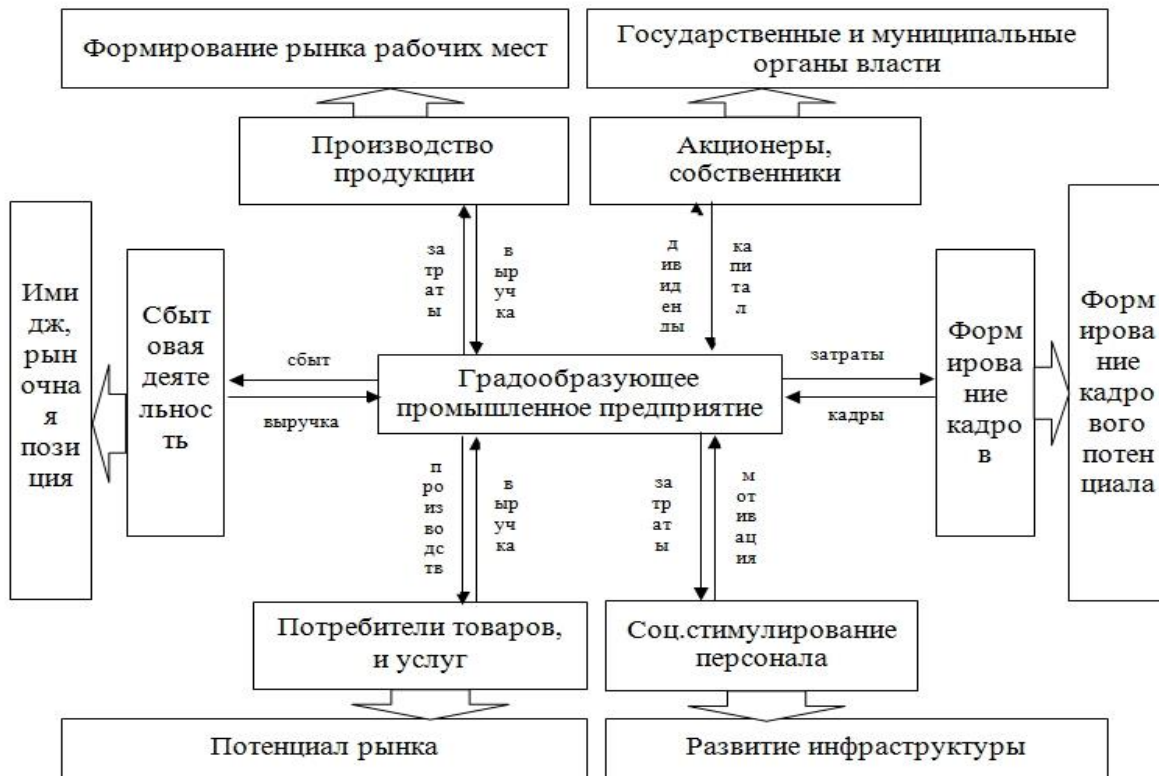 Формирование рынка рабочих мест
Государственные и муниципальные
органы власти
Производство
продукции
Акционеры,
собственники
за
тр
ат
ы
в
ыр
уч
ка
д
ив
ид
ен
ды
ка
пи
та
л
Ими
дж,
рын
очна
я
пози
ция
Сбыт
овая
деяте
льнос
ть
сбыт
выручка
Градообразующее
промышленное предприятие
затраты
кадры
Форм
ирова
ние
кадро
в
Форм
ирова
ние
кадро
вого
потен
циала
п
ро
из
во
дс
тв
в
ыр
уч
ка
за
тр
ат
ы
м
от
ив
ац
ия
Потребители товаров,
и услуг
Соц.стимулирование
персонала
Потенциал рынка
Развитие инфраструктуры